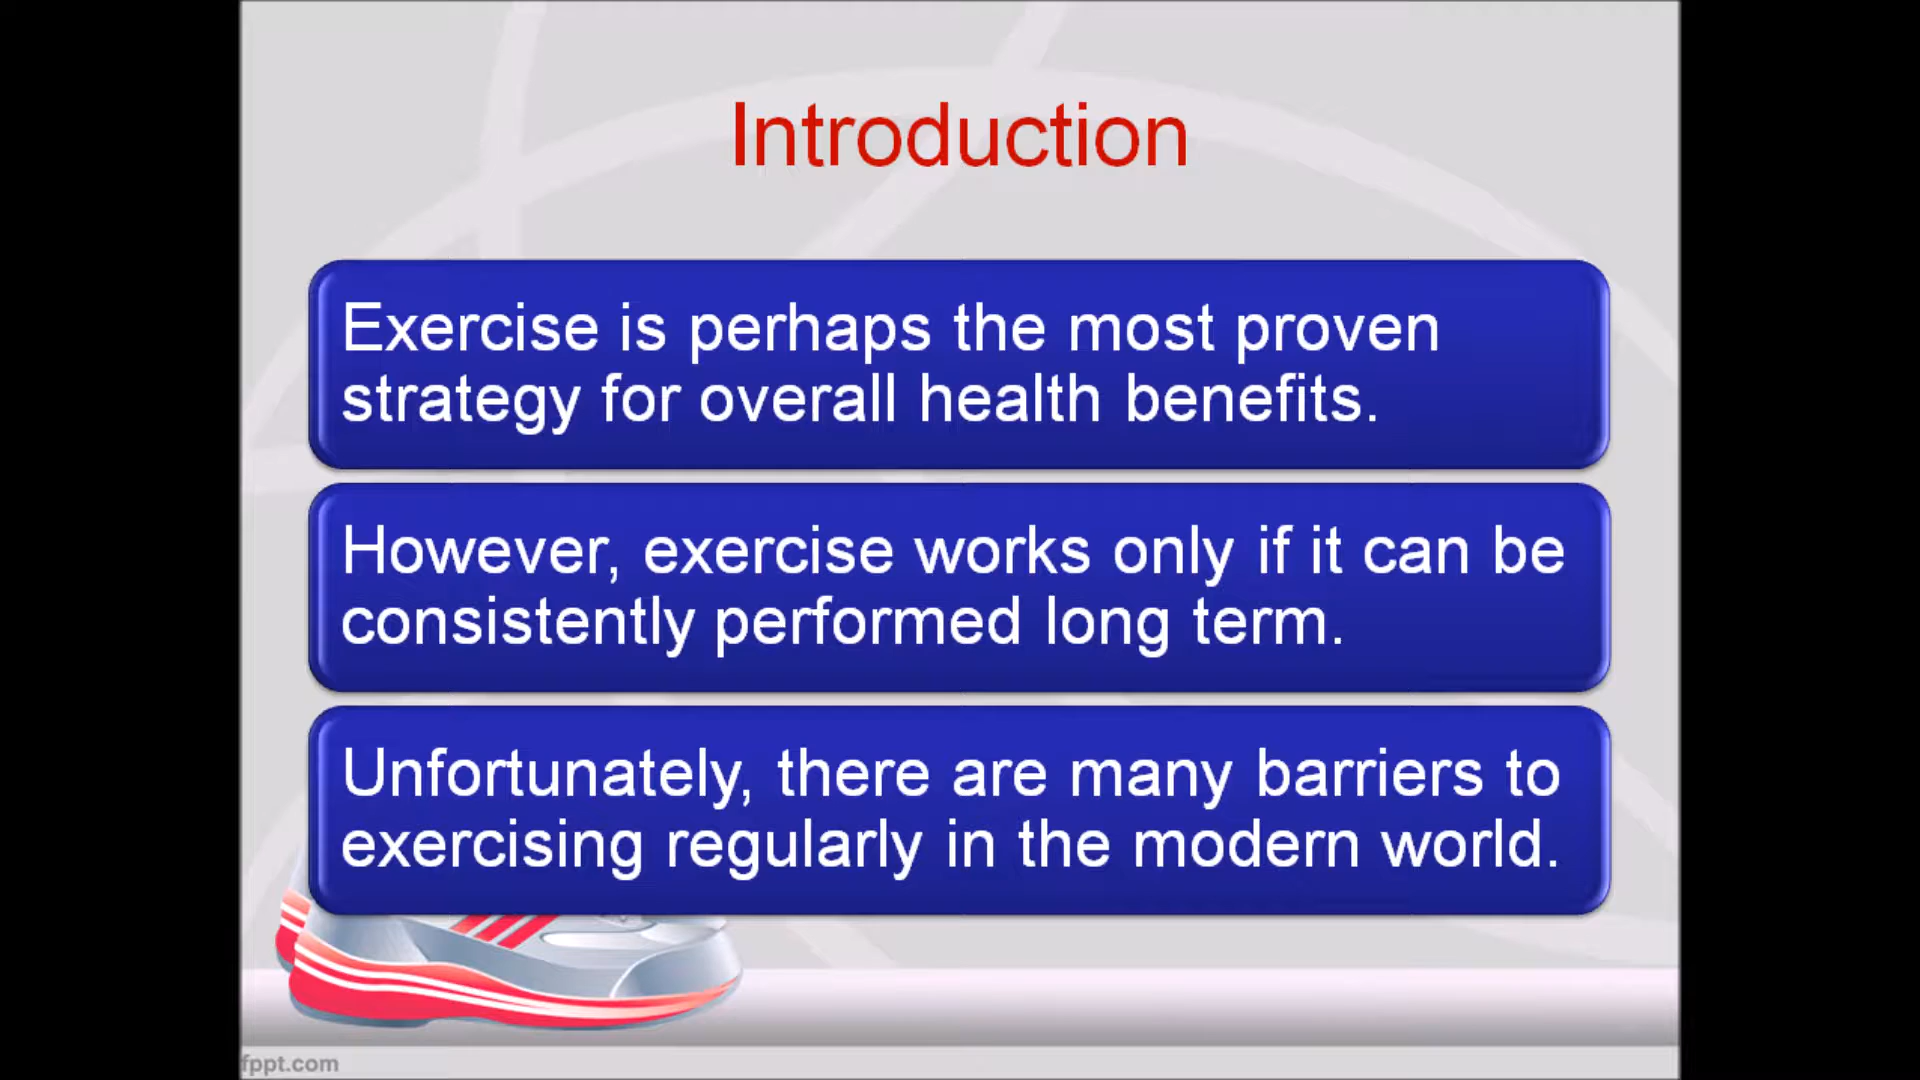 Introduction
Exercise is perhaps the most proven
strategy for overall health benefits.
However, exercise works only if it can be
consistently performed long term.
Unfortunately, there are many barriers to
exercising regularly in the modern world.
fppt.com